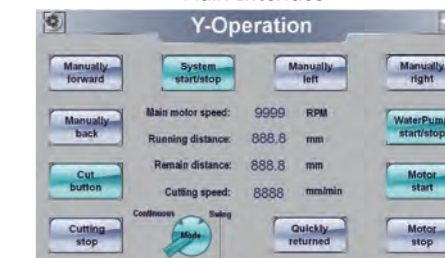 Y-Operation
Manually
forward
System
start/stop
Manually
left
Manually
right
Manually
back
Main motor speed: 9999 RPM
Running distance: 888.8 mm
Remain distance: 888.8 mm
Cutting speed: 8888 mm/min
WaterPump
start/stop
Cut
button
Motor
start
Cutting
stop
Continuous Swing
Mode
Quickly
returned
Motor
stop